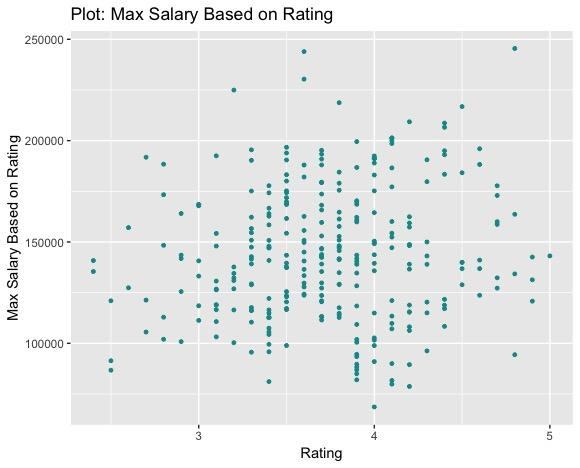 Plot: Max Salary Based on Rating
250000
200000
150000
100000
Max Salary Based on Rating
3
4
5
Rating